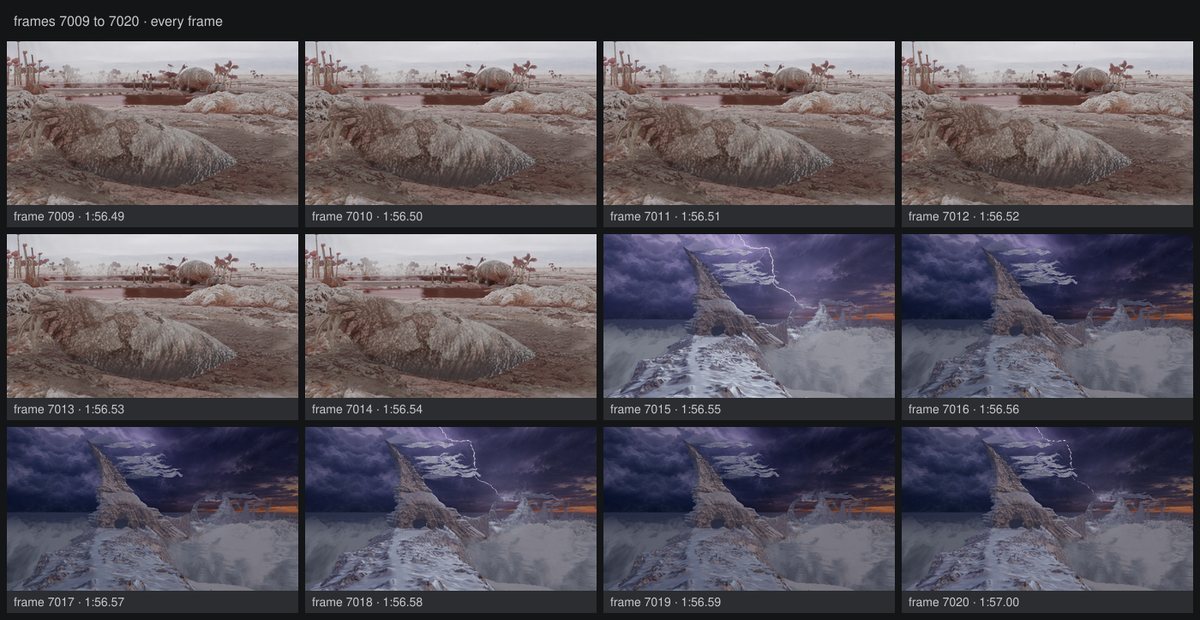 frames 7009 to 7020 · every frame
frame 7009 · 1:56.49
frame 7010 · 1:56.50
frame 7011 · 1:56.51
frame 7012 · 1:56.52
frame 7013 · 1:56.53
frame 7014 · 1:56.54
frame 7015 · 1:56.55
frame 7016 · 1:56.56
frame 7017 · 1:56.57
frame 7018 · 1:56.58
frame 7019 · 1:56.59
frame 7020 · 1:57.00